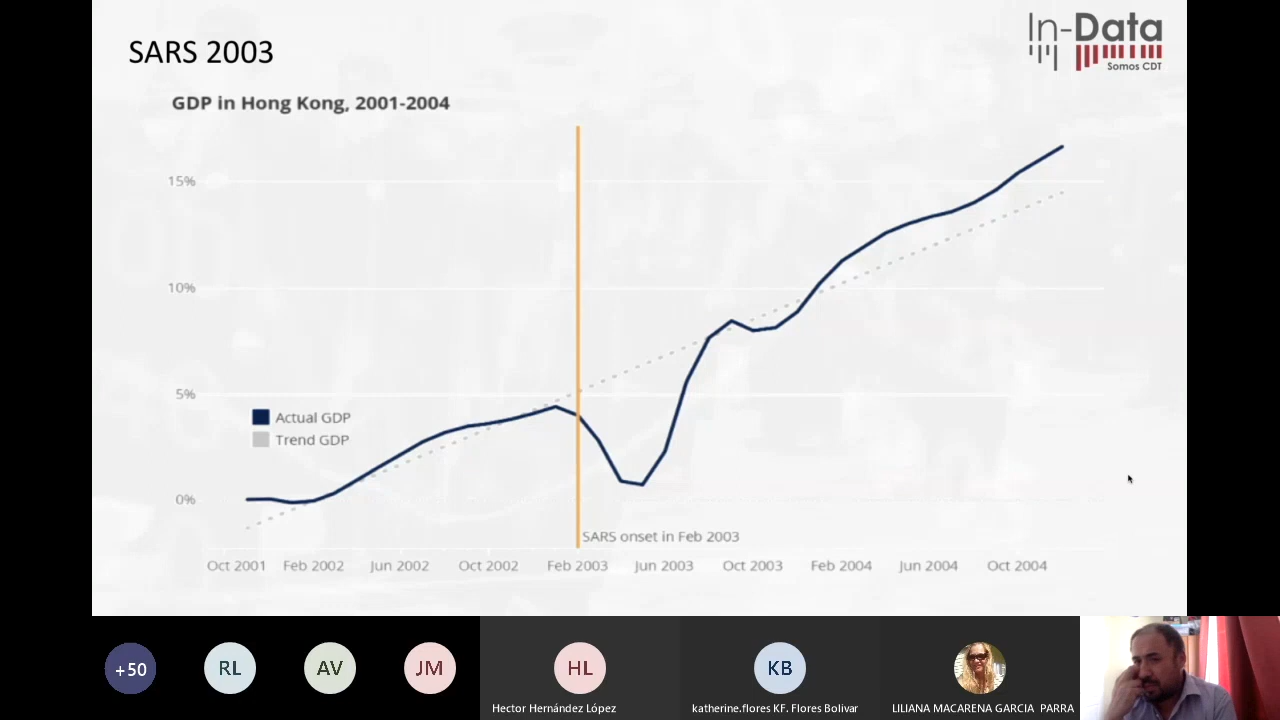 SARS 2003
In-Data
Somos CDT
GDP in Hong Kong, 2001-2004
15%
10%
5%
0%
Actual GDP
Trend GDP
SARS onset in Feb 2003
Oct 2001 Feb 2002 Jun 2002 Oct 2002 Feb 2003 Jun 2003 Oct 2003 Feb 2004 Jun 2004 Oct 2004
+50 RL AV JM HL KB
Hector Hernández López katherine.flores KF. Flores Bolivar LILIANA MACARENA GARCIA PARRA